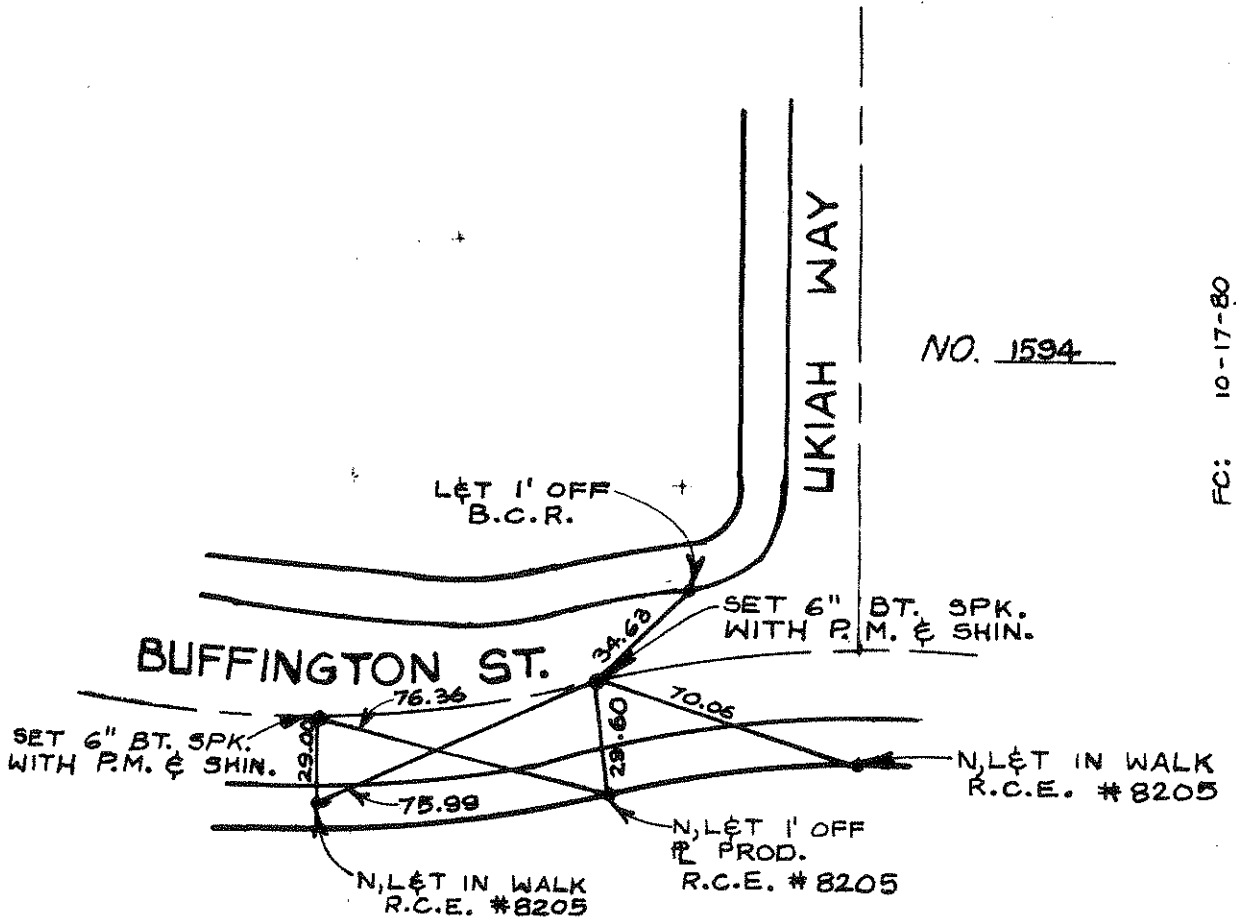 UKIAH WAY
NO. 1594
FC: 10-17-80
L&T 1' OFF
B.C.R.
SET 6" BT. SPK.
WITH P.M. & SHIN.
34.63
BUFFINGTON ST.
76.36
70.06
SET 6" BT. SPK.
WITH P.M. & SHIN.
29.00
29.60
75.99
N,L&T IN WALK
R.C.E. #8205
N,L&T 1' OFF
PL PROD.
R.C.E. #8205
N,L&T IN WALK
R.C.E. #8205